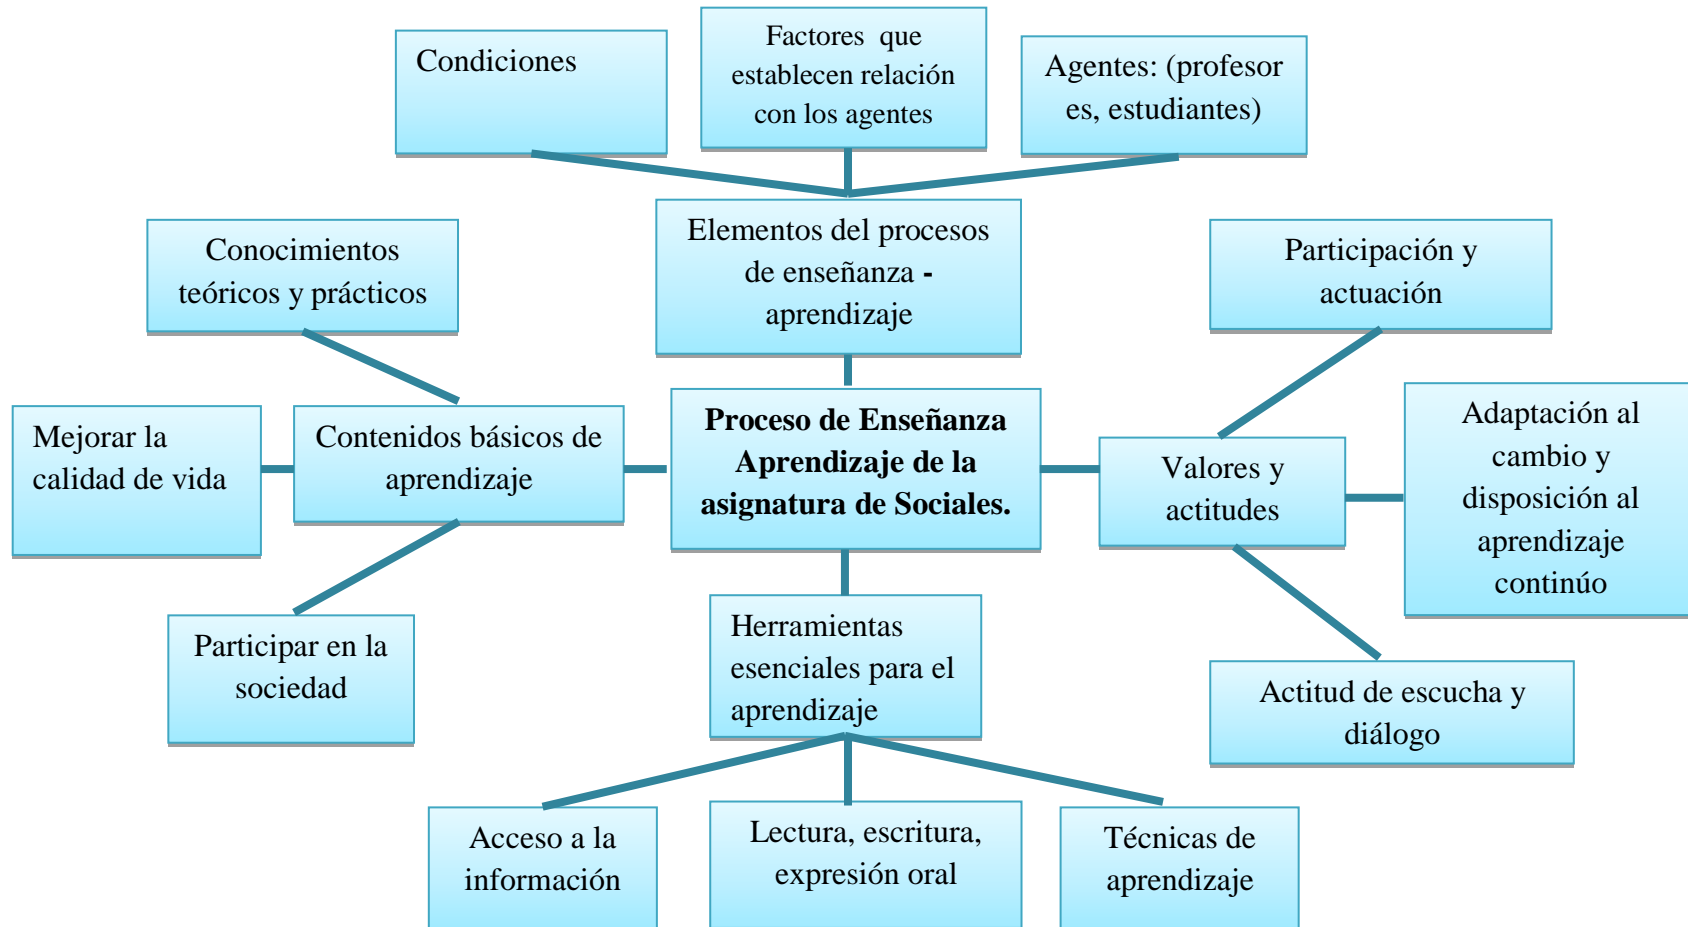 Condiciones
Factores que
establecen relación
con los agentes
Agentes: (profesor
es, estudiantes)
Elementos del procesos
de enseñanza -
aprendizaje
Conocimientos
teóricos y prácticos
Participación y
actuación
Mejorar la
calidad de vida
Contenidos básicos de
aprendizaje
Proceso de Enseñanza
Aprendizaje de la
asignatura de Sociales.
Valores y
actitudes
Adaptación al
cambio y
disposición al
aprendizaje
continúo
Participar en la
sociedad
Herramientas
esenciales para el
aprendizaje
Actitud de escucha y
diálogo
Acceso a la
información
Lectura, escritura,
expresión oral
Técnicas de
aprendizaje